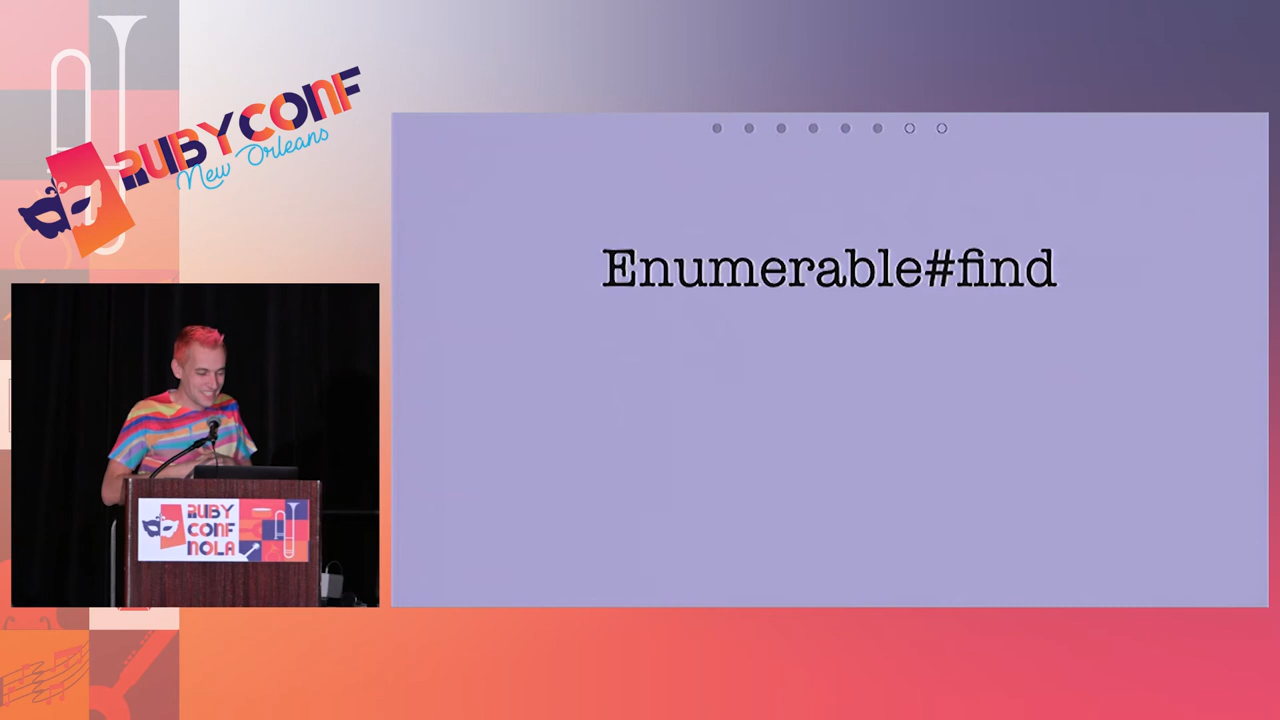 RUBYCONF
New Orleans
Enumerable#find
RUBY
CONF
NOLA